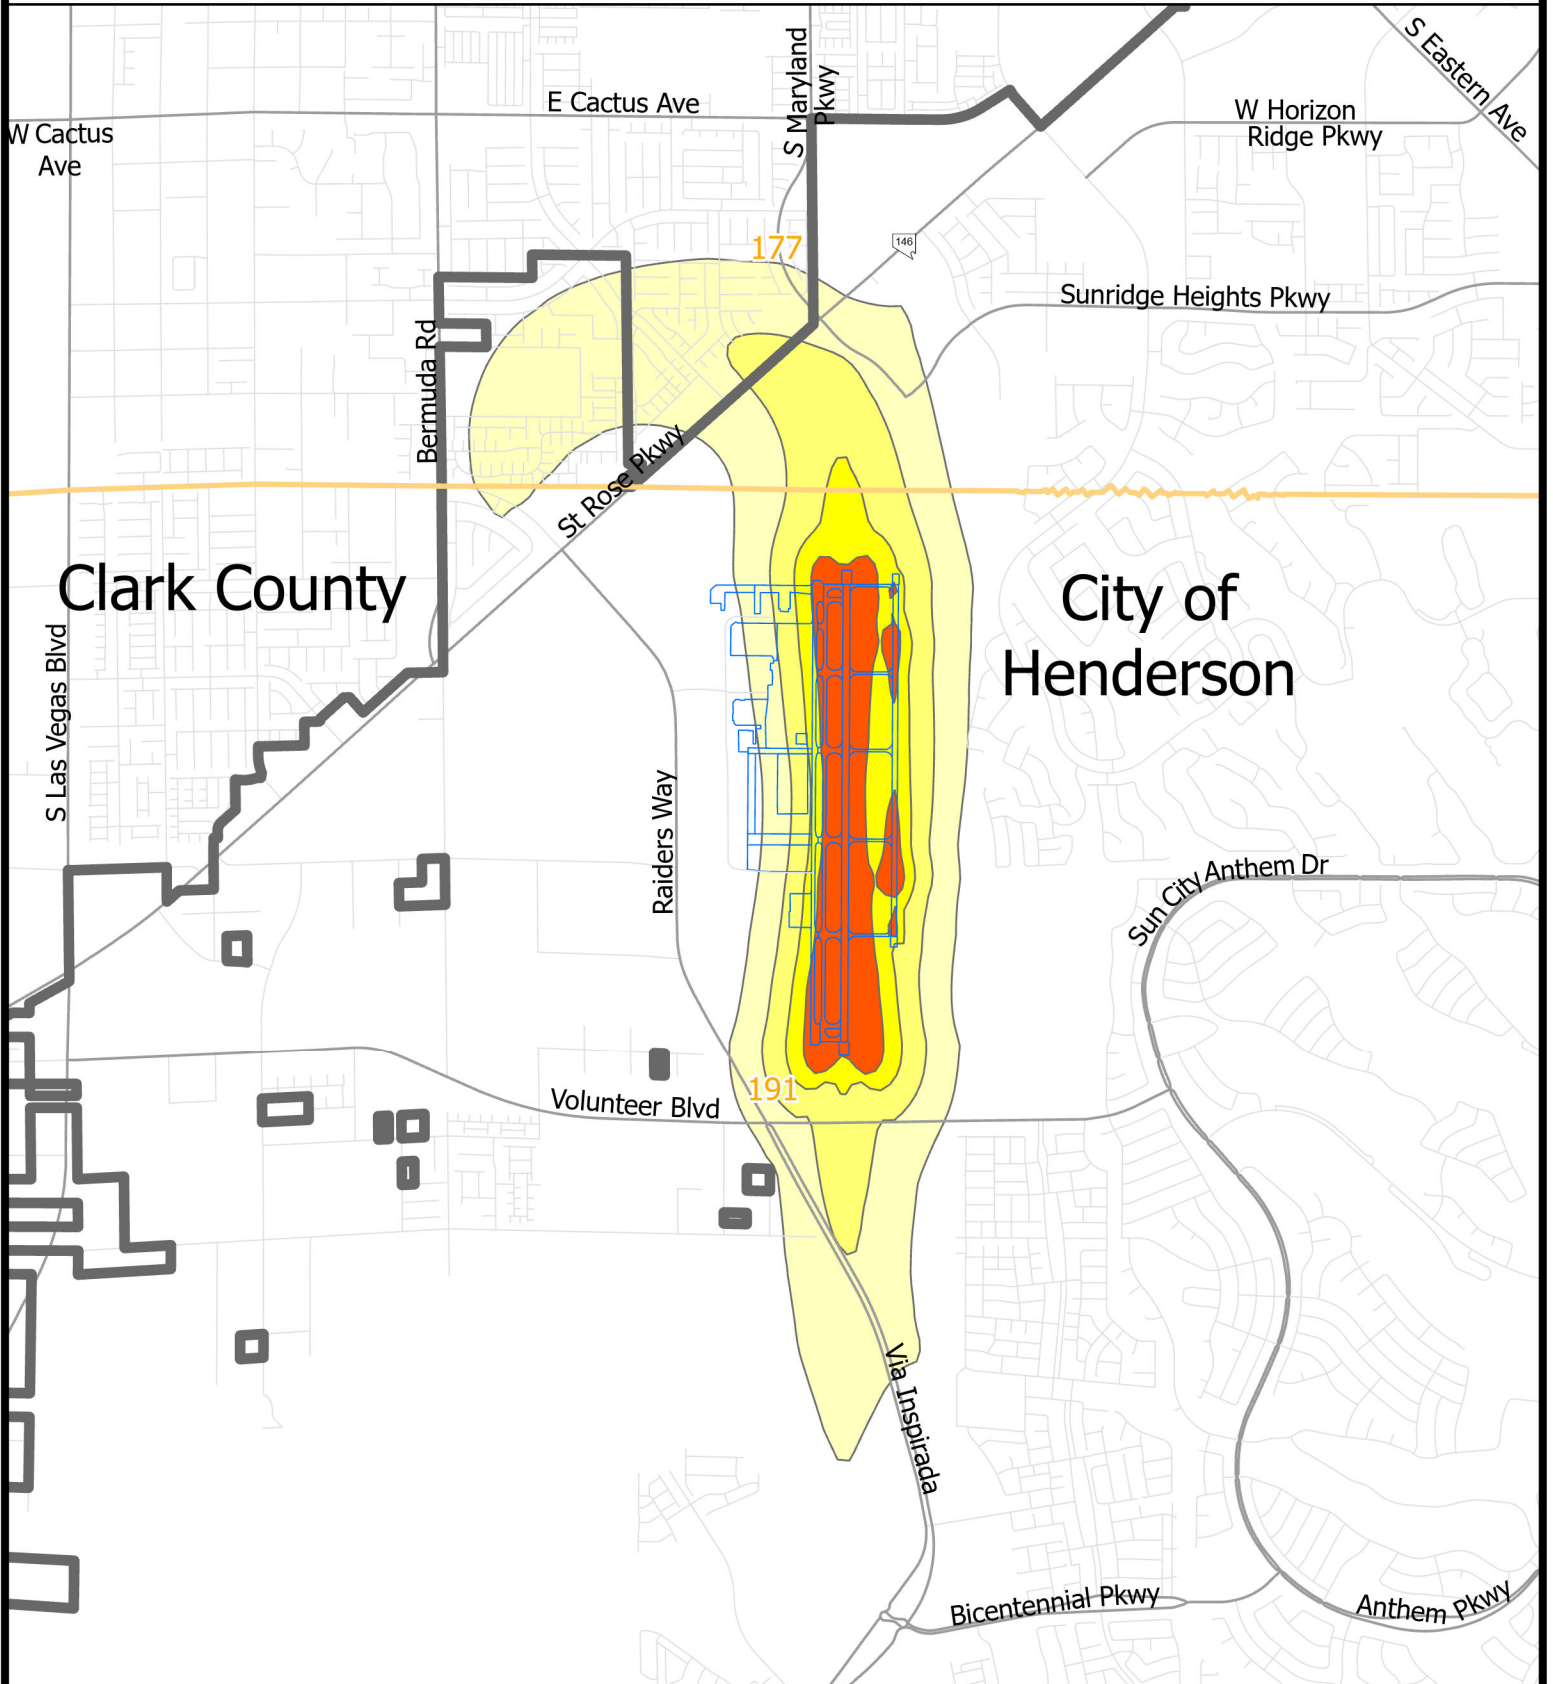 S Eastern Ave
S Maryland
Pkwy
E Cactus Ave
W Horizon
Ridge Pkwy
W Cactus
Ave
177
146
Sunridge Heights Pkwy
Bermuda Rd
St Rose Pkwy
Clark County
City of
Henderson
S Las Vegas Blvd
Raiders Way
Sun City Anthem Dr
191
Volunteer Blvd
Via Inspirada
Bicentennial Pkwy
Anthem Pkwy